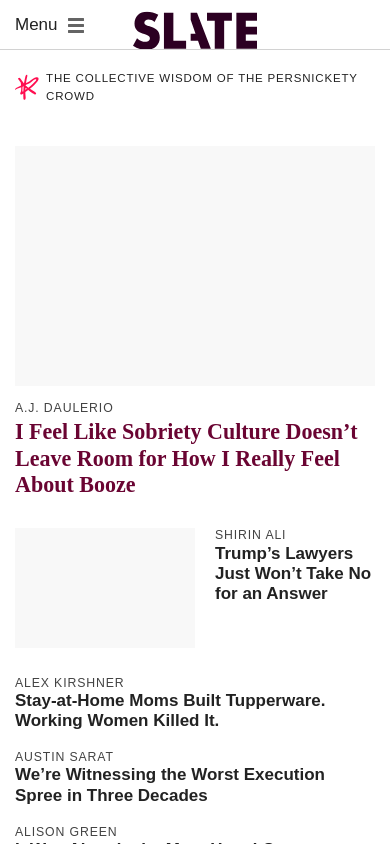 Menu
SLATE
THE COLLECTIVE WISDOM OF THE PERSNICKETY
CROWD
A.J. DAULERIO
I Feel Like Sobriety Culture Doesn’t
Leave Room for How I Really Feel
About Booze
SHIRIN ALI
Trump’s Lawyers
Just Won’t Take No
for an Answer
ALEX KIRSHNER
Stay-at-Home Moms Built Tupperware.
Working Women Killed It.
AUSTIN SARAT
We’re Witnessing the Worst Execution
Spree in Three Decades
ALISON GREEN